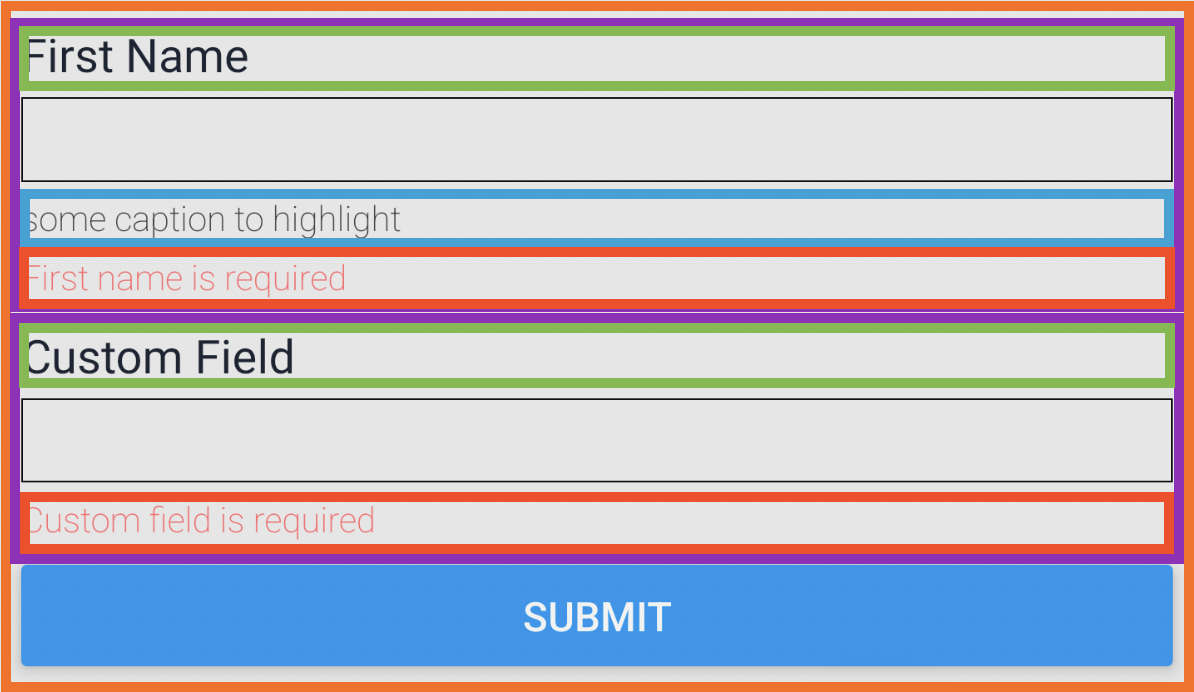 First Name
some caption to highlight
First name is required
Custom Field
Custom field is required
SUBMIT